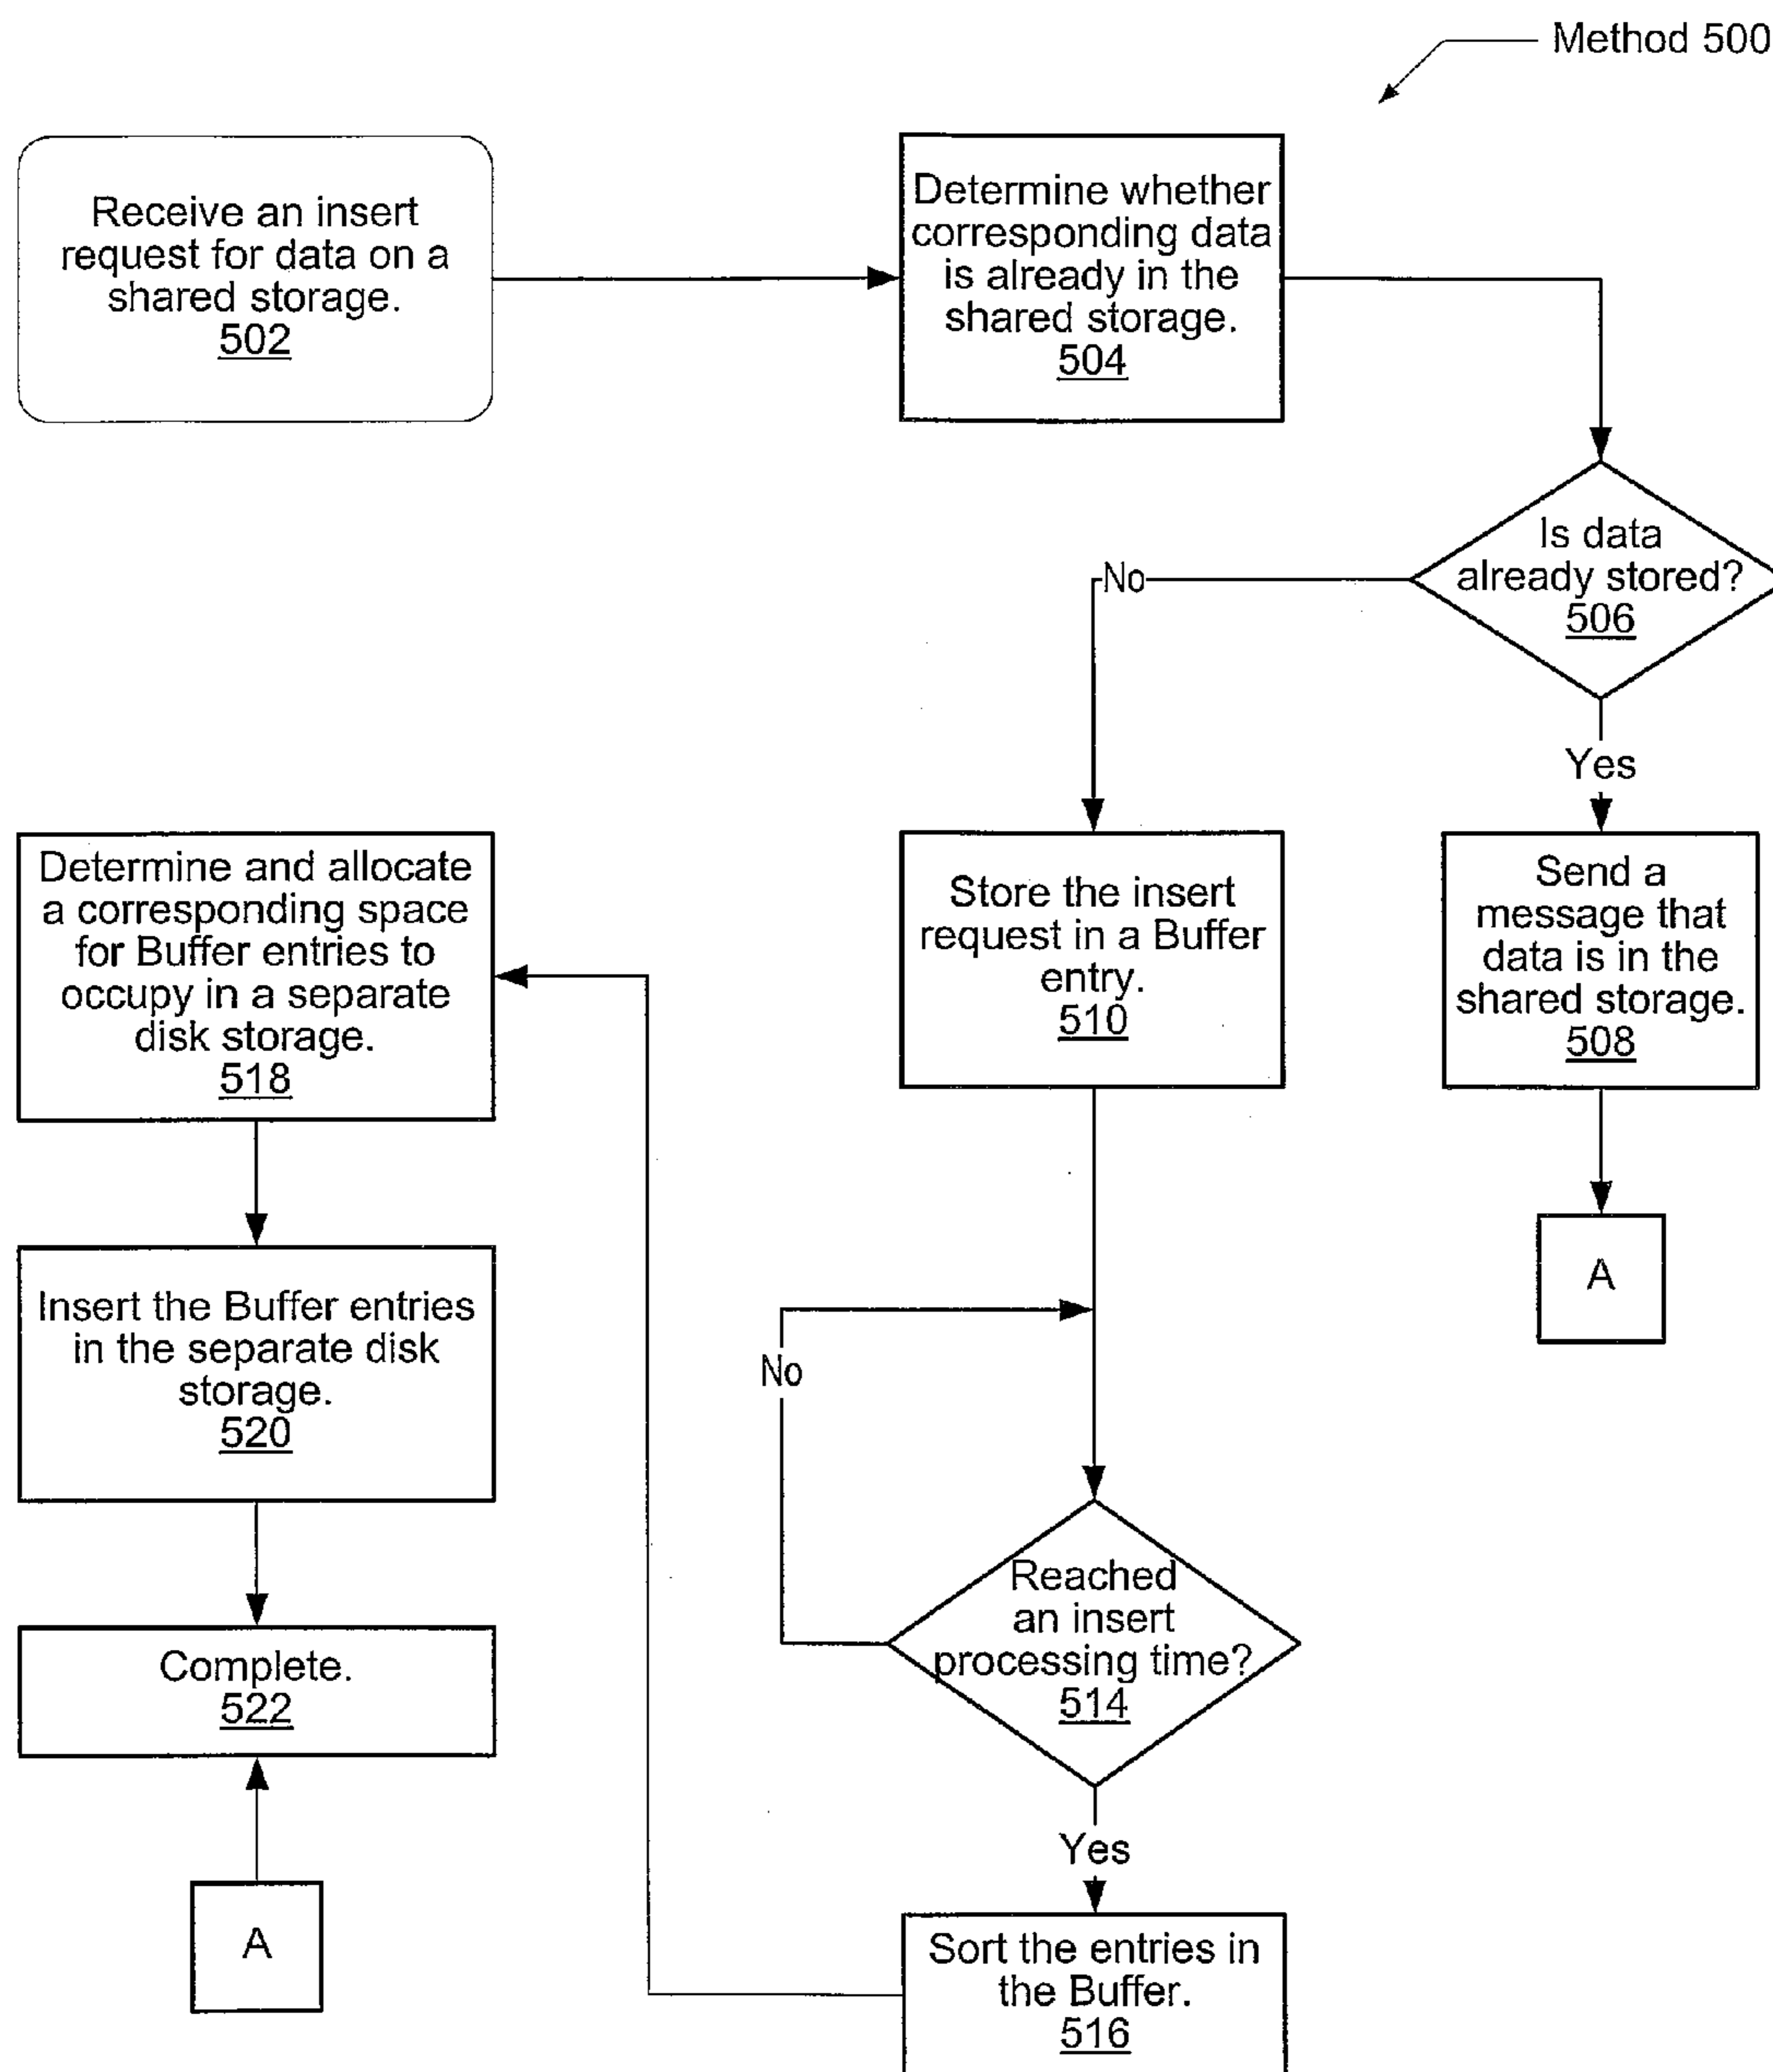 Method 500
Receive an insert
request for data on a
shared storage.
502
Determine whether
corresponding data
is already in the
shared storage.
504
Is data
already stored?
506
No
Yes
Send a
message that
data is in the
shared storage.
508
A
Store the insert
request in a Buffer
entry.
510
No
Reached
an insert
processing time?
514
Yes
Sort the entries in
the Buffer.
516
Determine and allocate
a corresponding space
for Buffer entries to
occupy in a separate
disk storage.
518
Insert the Buffer entries
in the separate disk
storage.
520
Complete.
522
A